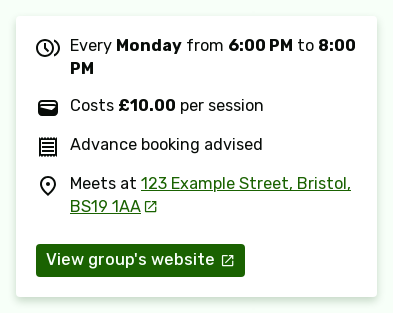 Every Monday from 6:00 PM to 8:00
PM
Costs £10.00 per session
Advance booking advised
Meets at 123 Example Street, Bristol,
BS19 1AA
View group's website